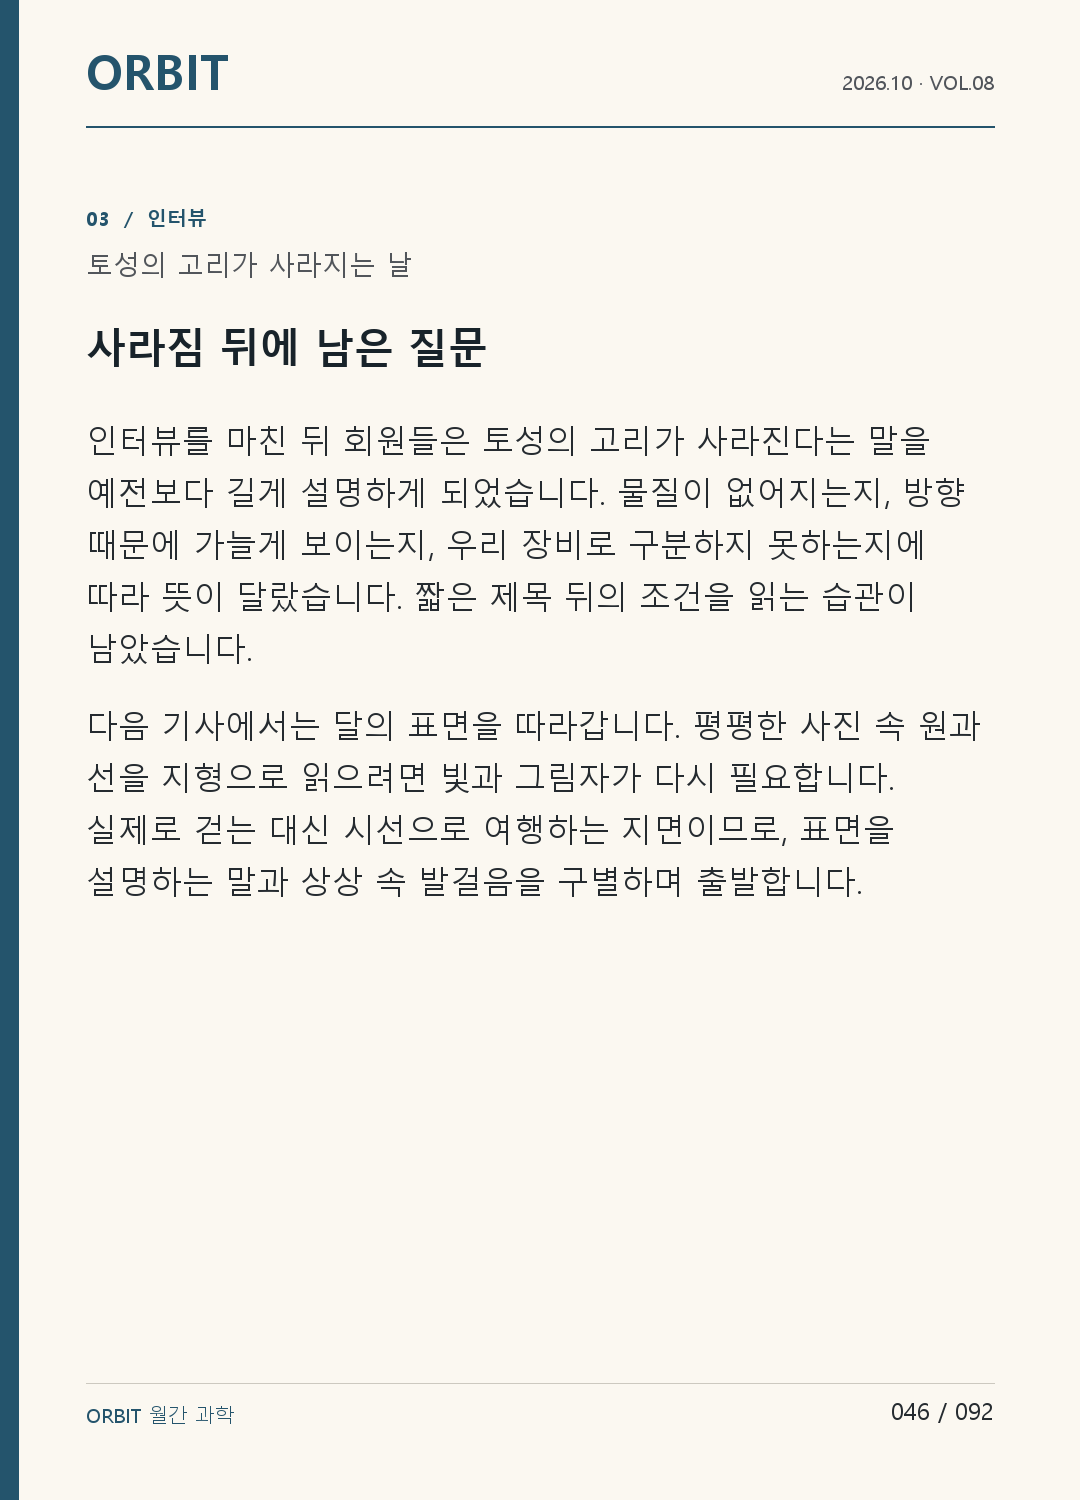 ORBIT
2026.10 · VOL.08
03 / 인터뷰
토성의 고리가 사라지는 날
사라짐 뒤에 남은 질문
인터뷰를 마친 뒤 회원들은 토성의 고리가 사라진다는 말을
예전보다 길게 설명하게 되었습니다. 물질이 없어지는지, 방향
때문에 가늘게 보이는지, 우리 장비로 구분하지 못하는지에
따라 뜻이 달랐습니다. 짧은 제목 뒤의 조건을 읽는 습관이
남았습니다.
다음 기사에서는 달의 표면을 따라갑니다. 평평한 사진 속 원과
선을 지형으로 읽으려면 빛과 그림자가 다시 필요합니다.
실제로 걷는 대신 시선으로 여행하는 지면이므로, 표면을
설명하는 말과 상상 속 발걸음을 구별하며 출발합니다.
ORBIT 월간 과학
046 / 092